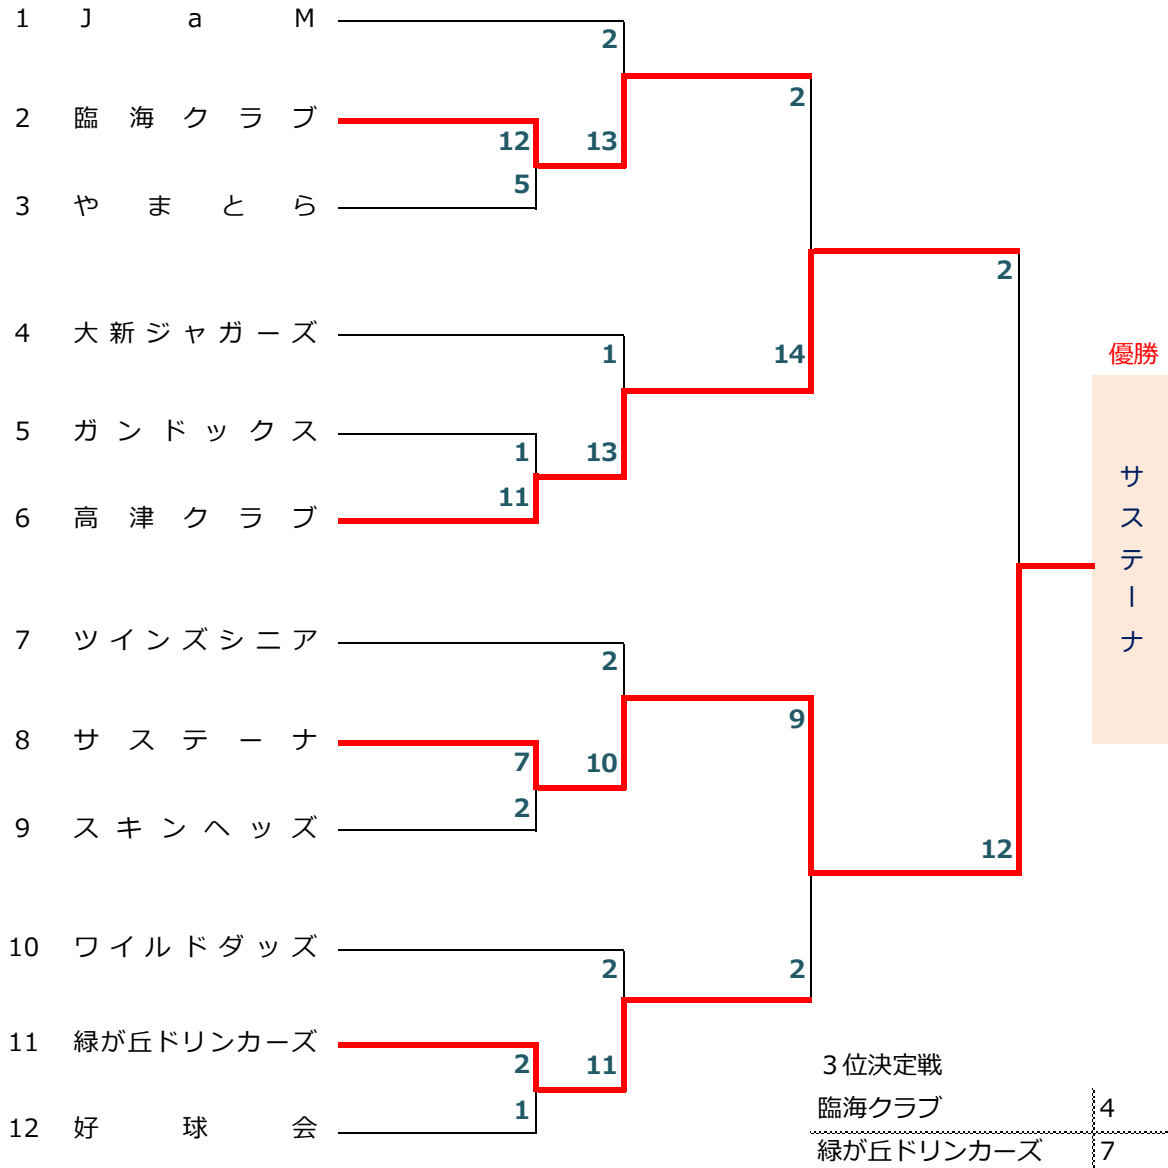 1 J a M
2
2 臨海クラブ
2
12 13
5
3 やまとら
2
4 大新ジャガーズ
1 14
優勝
5 ガンドックス
1 13
11
6 高津クラブ
サステーナ
7 ツインズシニア
2
9
8 サステーナ
7 10
2
9 スキンヘッズ
12
10 ワイルドダッズ
2 2
11 緑が丘ドリンカーズ
2 11
1
12 好球会
3位決定戦
臨海クラブ 4
緑が丘ドリンカーズ 7